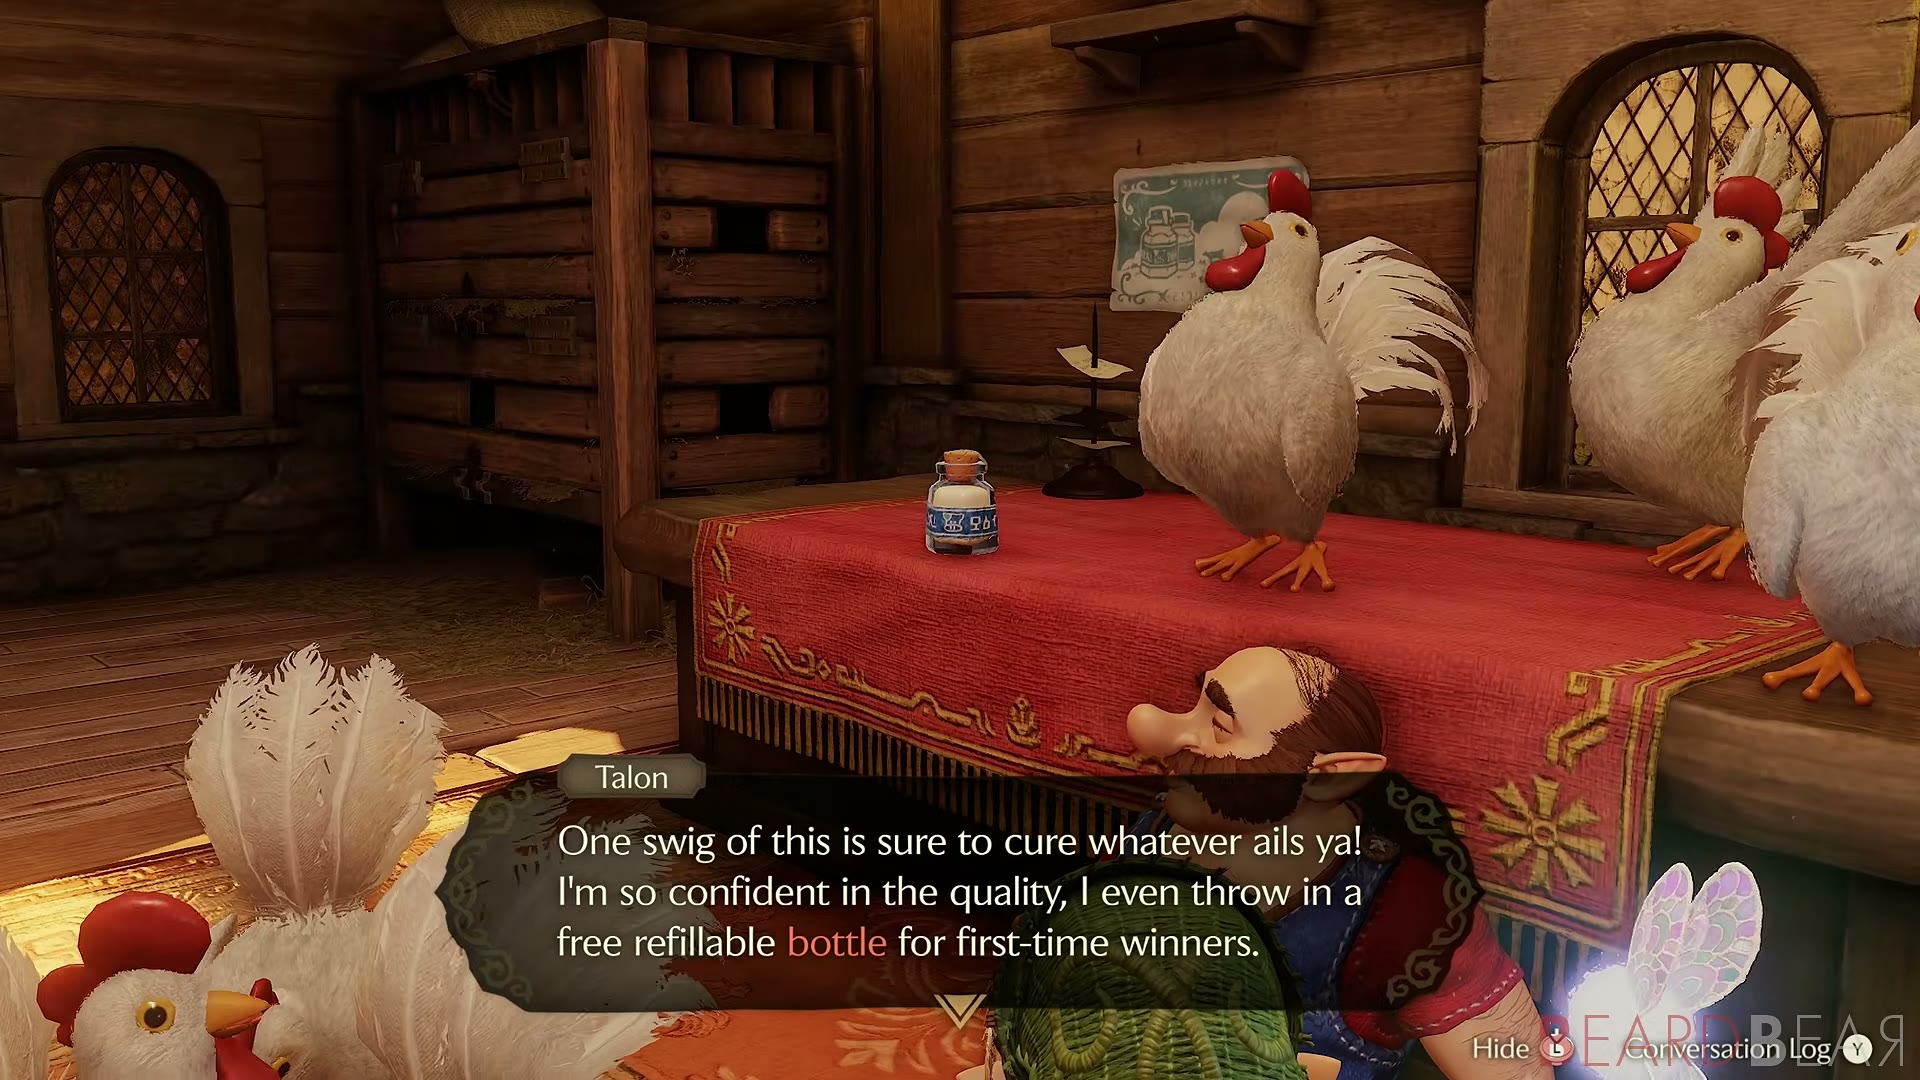 Talon
One swig of this is sure to cure whatever ails ya!
I'm so confident in the quality, I even throw in a
free refillable bottle for first-time winners.
Hide L Conversation Log Y
BEARDBEAR